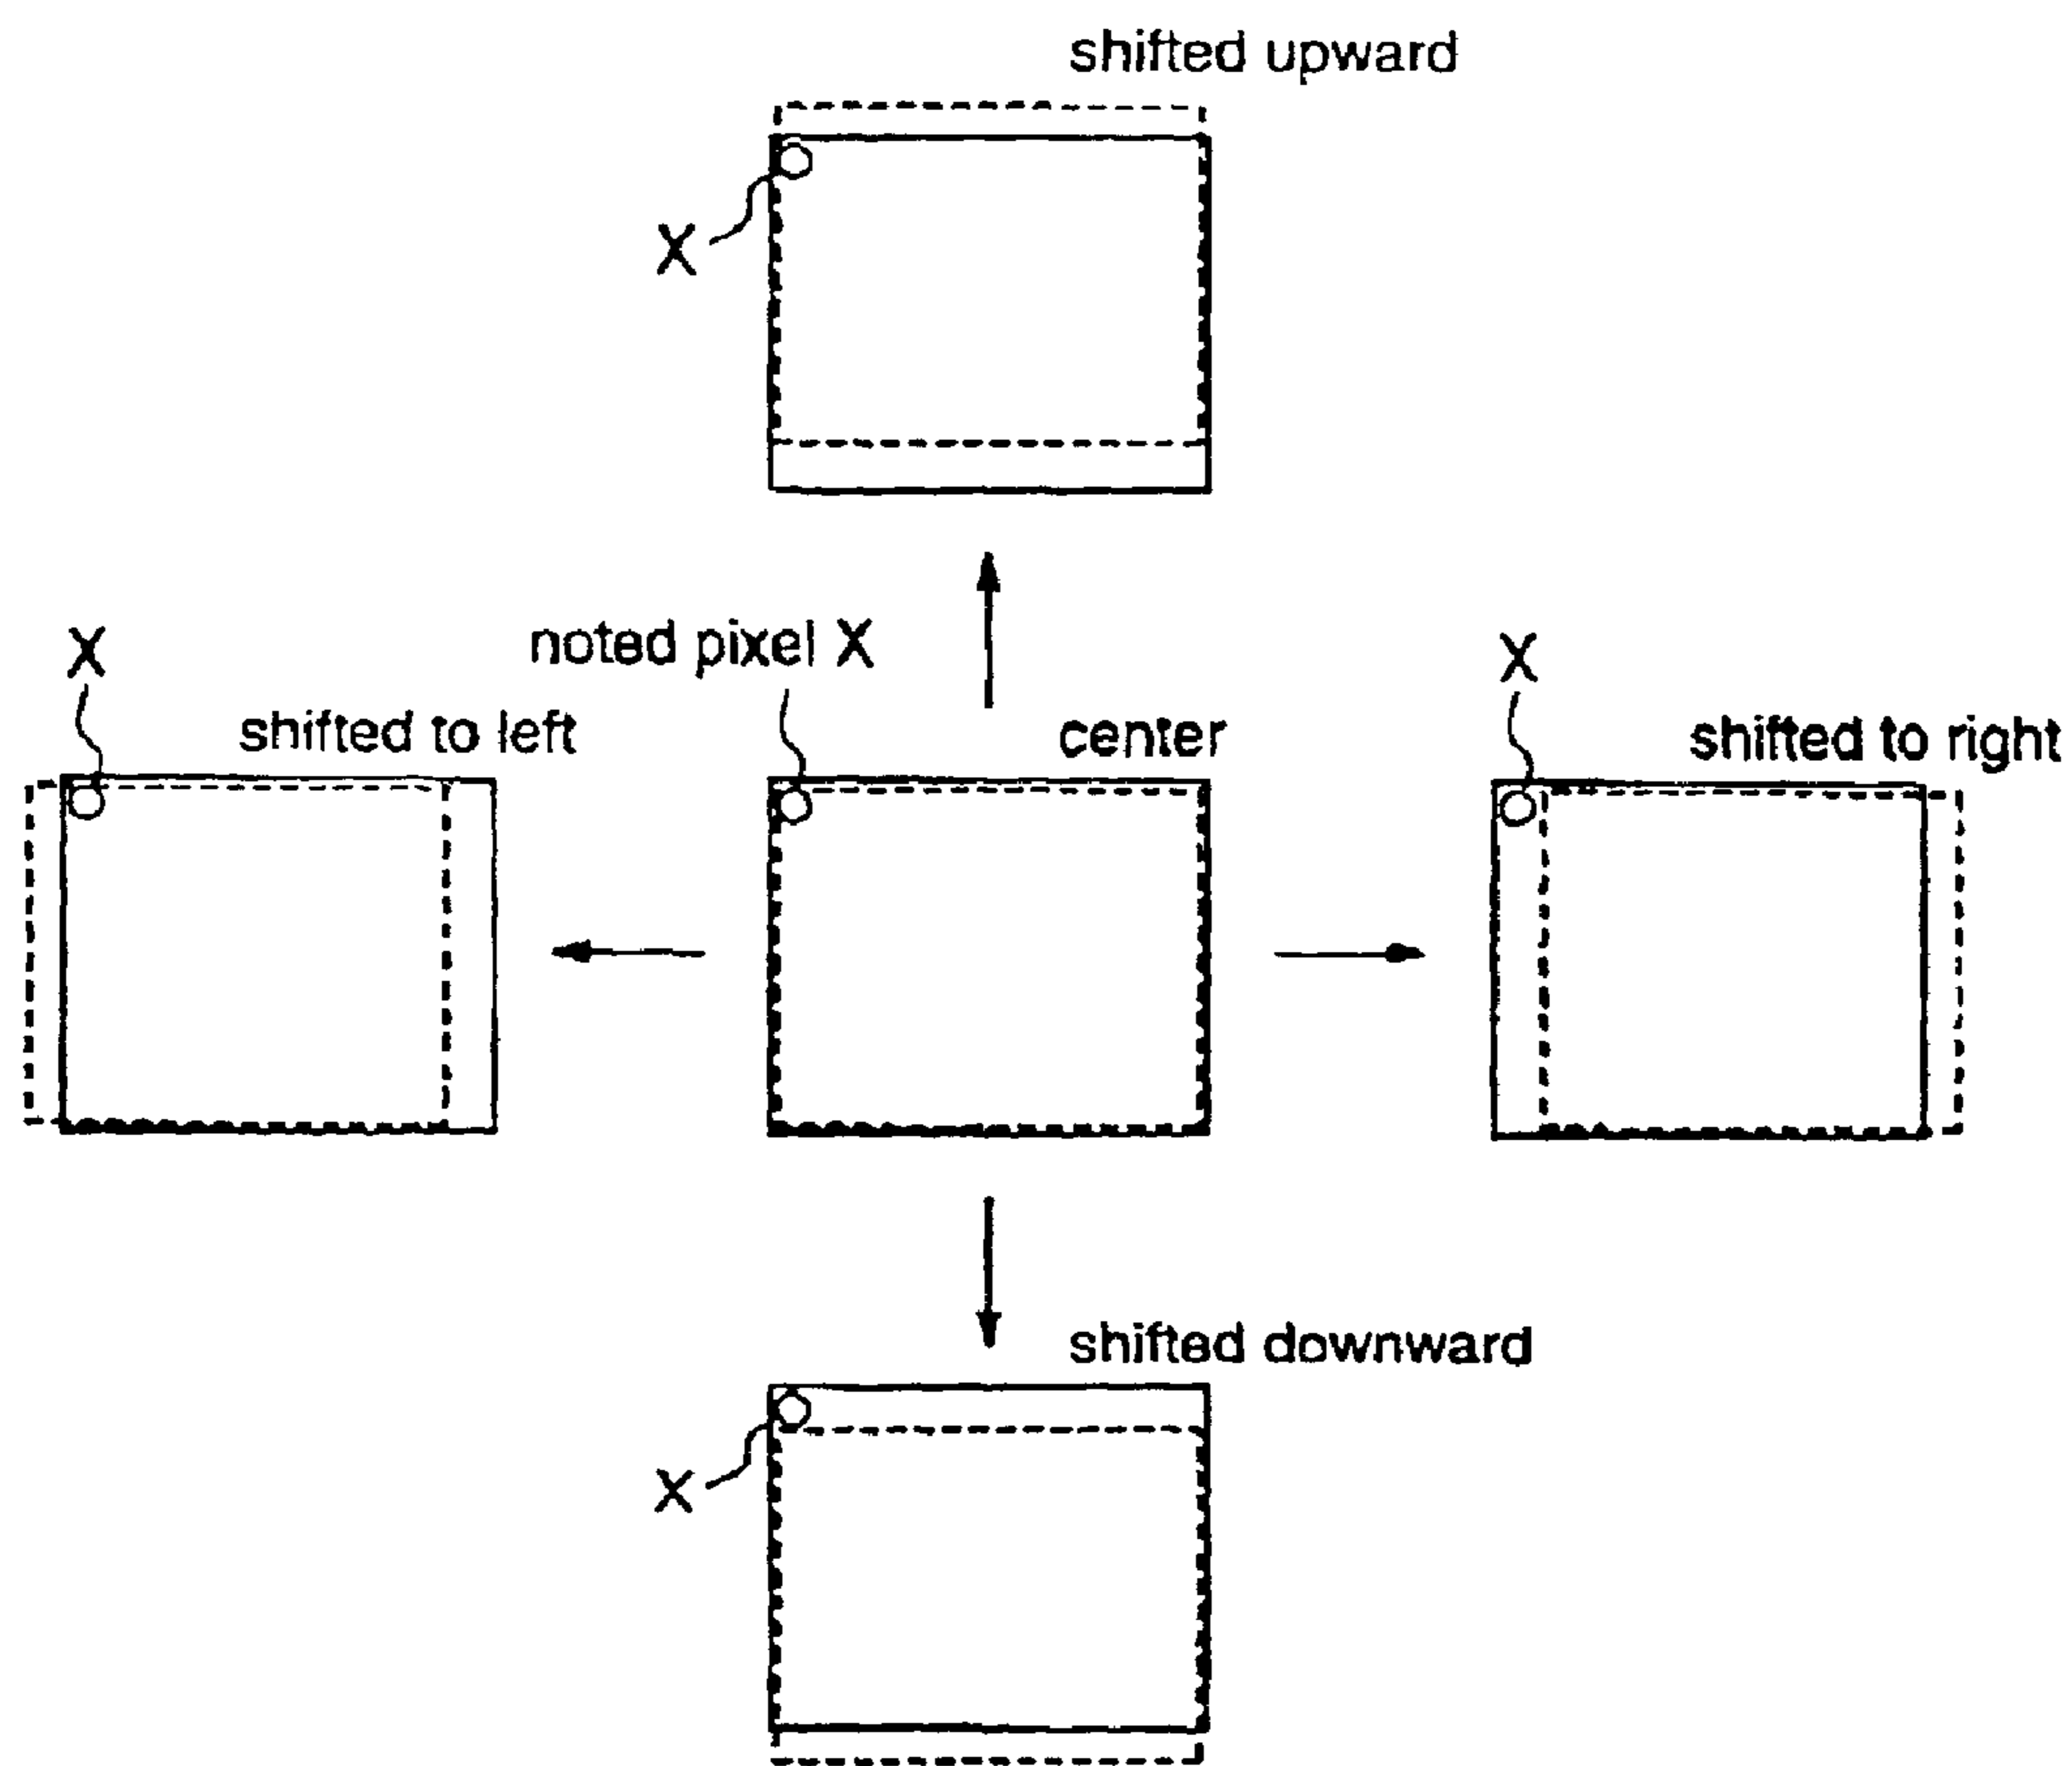 shifted upward
X
X
noted pixel X
X
shifted to left
center
shifted to right
shifted downward
X